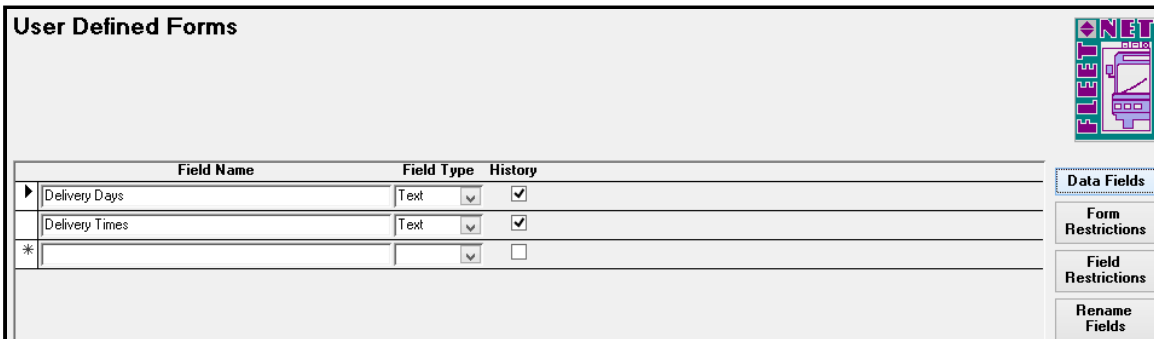 User Defined Forms
FLEET NET
Field Name Field Type History
Delivery Days Text
Delivery Times Text
*
Data Fields
Form
Restrictions
Field
Restrictions
Rename
Fields